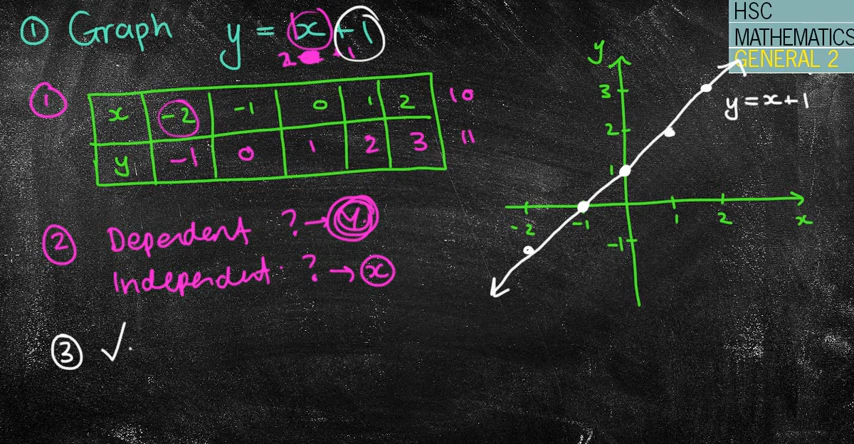 HSC
MATHEMATICS
GENERAL 2
① Graph y = x + 1
① x -2 -1 0 1 2 10
y -1 0 1 2 3 11
② Dependent ? → y
Independent ? → x
③ ✓
y
3
2
1
-2 -1 1 2 x
-1
y = x + 1